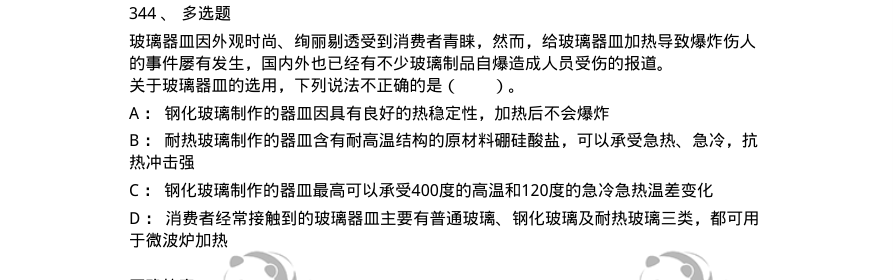 344 、 多选题
玻璃器皿因外观时尚、绚丽剔透受到消费者青睐，然而，给玻璃器皿加热导致爆炸伤人
的事件屡有发生，国内外也已经有不少玻璃制品自爆造成人员受伤的报道。
关于玻璃器皿的选用，下列说法不正确的是（　　）。
A ： 钢化玻璃制作的器皿因具有良好的热稳定性，加热后不会爆炸
B ： 耐热玻璃制作的器皿含有耐高温结构的原材料硼硅酸盐，可以承受急热、急冷，抗
热冲击强
C ： 钢化玻璃制作的器皿最高可以承受400度的高温和120度的急冷急热温差变化
D ： 消费者经常接触到的玻璃器皿主要有普通玻璃、钢化玻璃及耐热玻璃三类，都可用
于微波炉加热